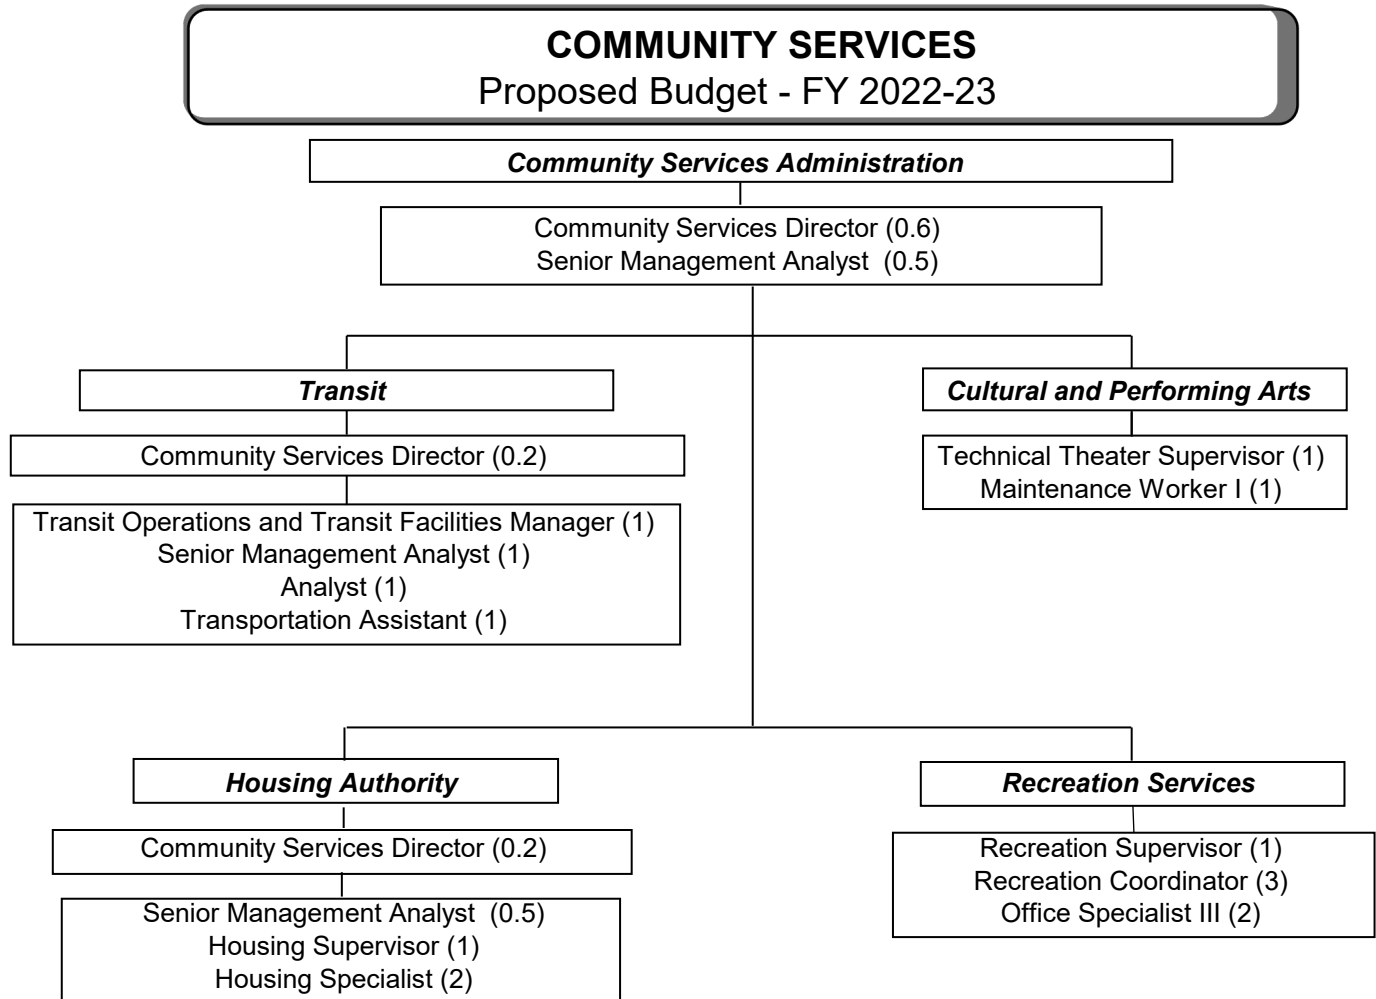 COMMUNITY SERVICES
Proposed Budget - FY 2022-23
Community Services Administration
Community Services Director (0.6)
Senior Management Analyst  (0.5)
Transit
Community Services Director (0.2)
Transit Operations and Transit Facilities Manager (1)
Senior Management Analyst (1)
Analyst (1)
Transportation Assistant (1)
Cultural and Performing Arts
Technical Theater Supervisor (1)
Maintenance Worker I (1)
Housing Authority
Community Services Director (0.2)
Senior Management Analyst  (0.5)
Housing Supervisor (1)
Housing Specialist (2)
Recreation Services
Recreation Supervisor (1)
Recreation Coordinator (3)
Office Specialist III (2)